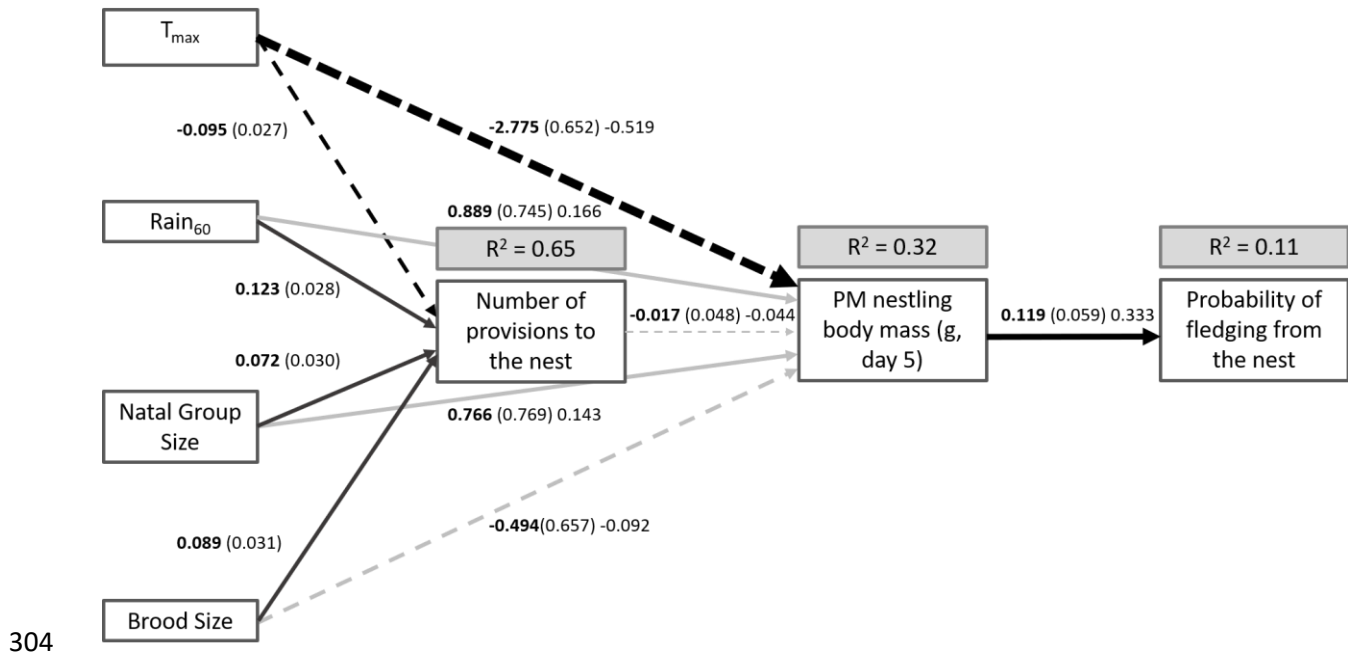 T_max
-0.095 (0.027)
-2.775 (0.652) -0.519
Rain_60
0.889 (0.745) 0.166
R² = 0.65
R² = 0.32
R² = 0.11
0.123 (0.028)
Number of
provisions to
the nest
-0.017 (0.048) -0.044
PM nestling
body mass (g,
day 5)
0.119 (0.059) 0.333
Probability of
fledging from
the nest
0.072 (0.030)
Natal Group
Size
0.766 (0.769) 0.143
0.089 (0.031)
-0.494(0.657) -0.092
Brood Size
304